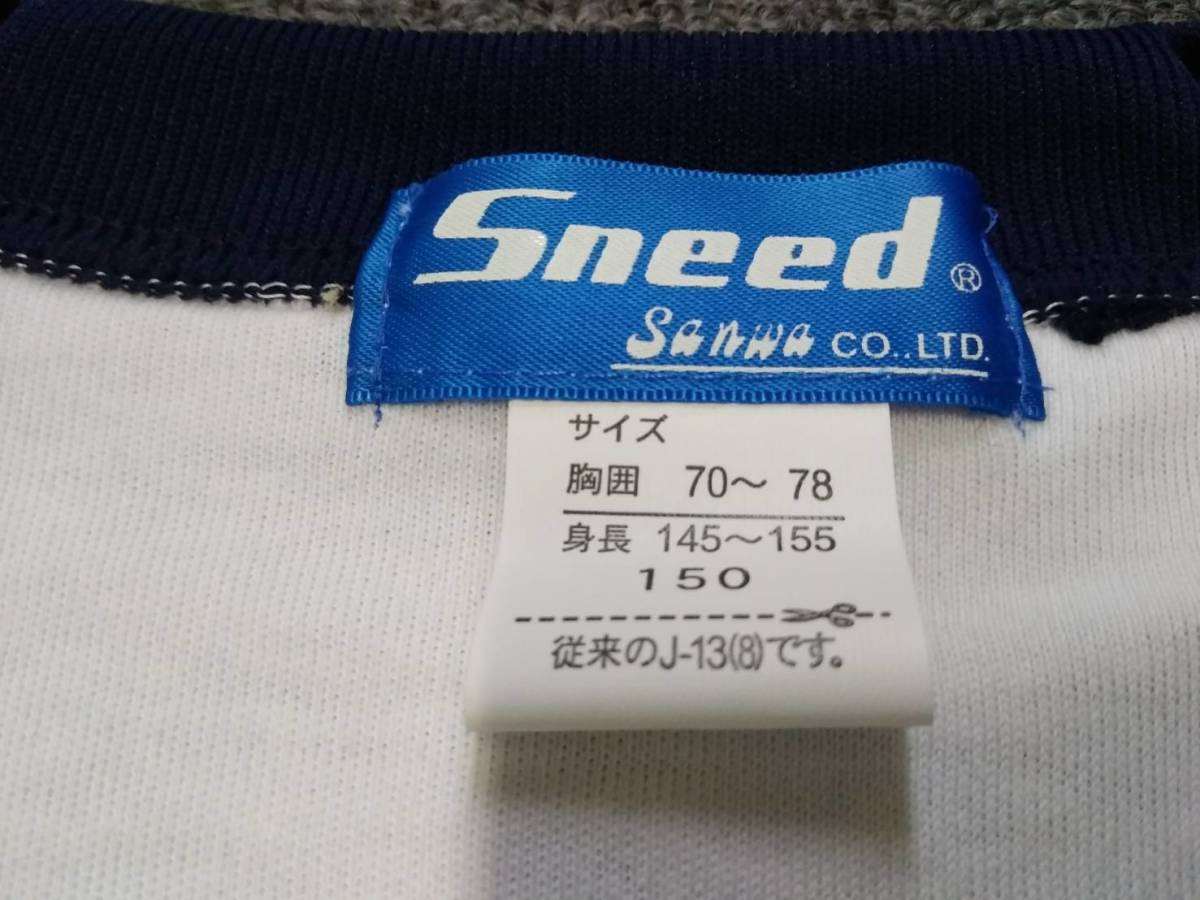 Sneed®
Sanwa CO.,LTD.
サイズ
胸囲 70～78
身長 145～155
150
従来のJ-13(8)です。